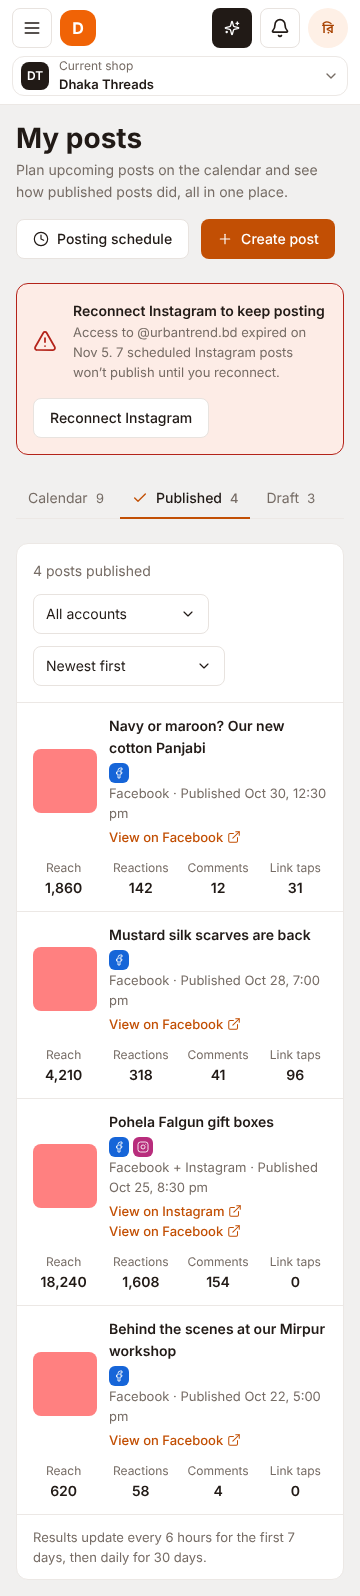 D
রি
DT
Current shop
Dhaka Threads
My posts
Plan upcoming posts on the calendar and see
how published posts did, all in one place.
Posting schedule
Create post
Reconnect Instagram to keep posting
Access to @urbantrend.bd expired on
Nov 5. 7 scheduled Instagram posts
won’t publish until you reconnect.
Reconnect Instagram
Calendar 9 Published 4 Draft 3
4 posts published
All accounts
Newest first
Navy or maroon? Our new
cotton Panjabi
Facebook · Published Oct 30, 12:30
pm
View on Facebook
Reach Reactions Comments Link taps
1,860 142 12 31
Mustard silk scarves are back
Facebook · Published Oct 28, 7:00
pm
View on Facebook
Reach Reactions Comments Link taps
4,210 318 41 96
Pohela Falgun gift boxes
Facebook + Instagram · Published
Oct 25, 8:30 pm
View on Instagram
View on Facebook
Reach Reactions Comments Link taps
18,240 1,608 154 0
Behind the scenes at our Mirpur
workshop
Facebook · Published Oct 22, 5:00
pm
View on Facebook
Reach Reactions Comments Link taps
620 58 4 0
Results update every 6 hours for the first 7
days, then daily for 30 days.